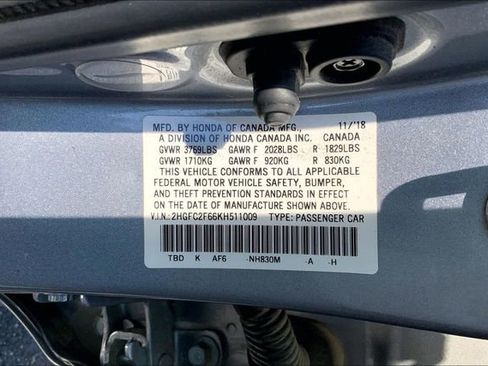 MFD. BY HONDA OF CANADA MFG., 11/'18
A DIVISION OF HONDA CANADA INC. CANADA
GVWR 3769LBS GAWR F 2028LBS R 1829LBS
GVWR 1710KG GAWR F 920KG R 830KG
THIS VEHICLE CONFORMS TO ALL APPLICABLE
FEDERAL MOTOR VEHICLE SAFETY, BUMPER,
AND THEFT PREVENTION STANDARDS IN EFFECT
ON THE DATE OF MANUFACTURE SHOWN ABOVE.
V.I.N.: 2HGFC2F66KH511009 TYPE: PASSENGER CAR
TBD K AF6 -NH830M -A -H